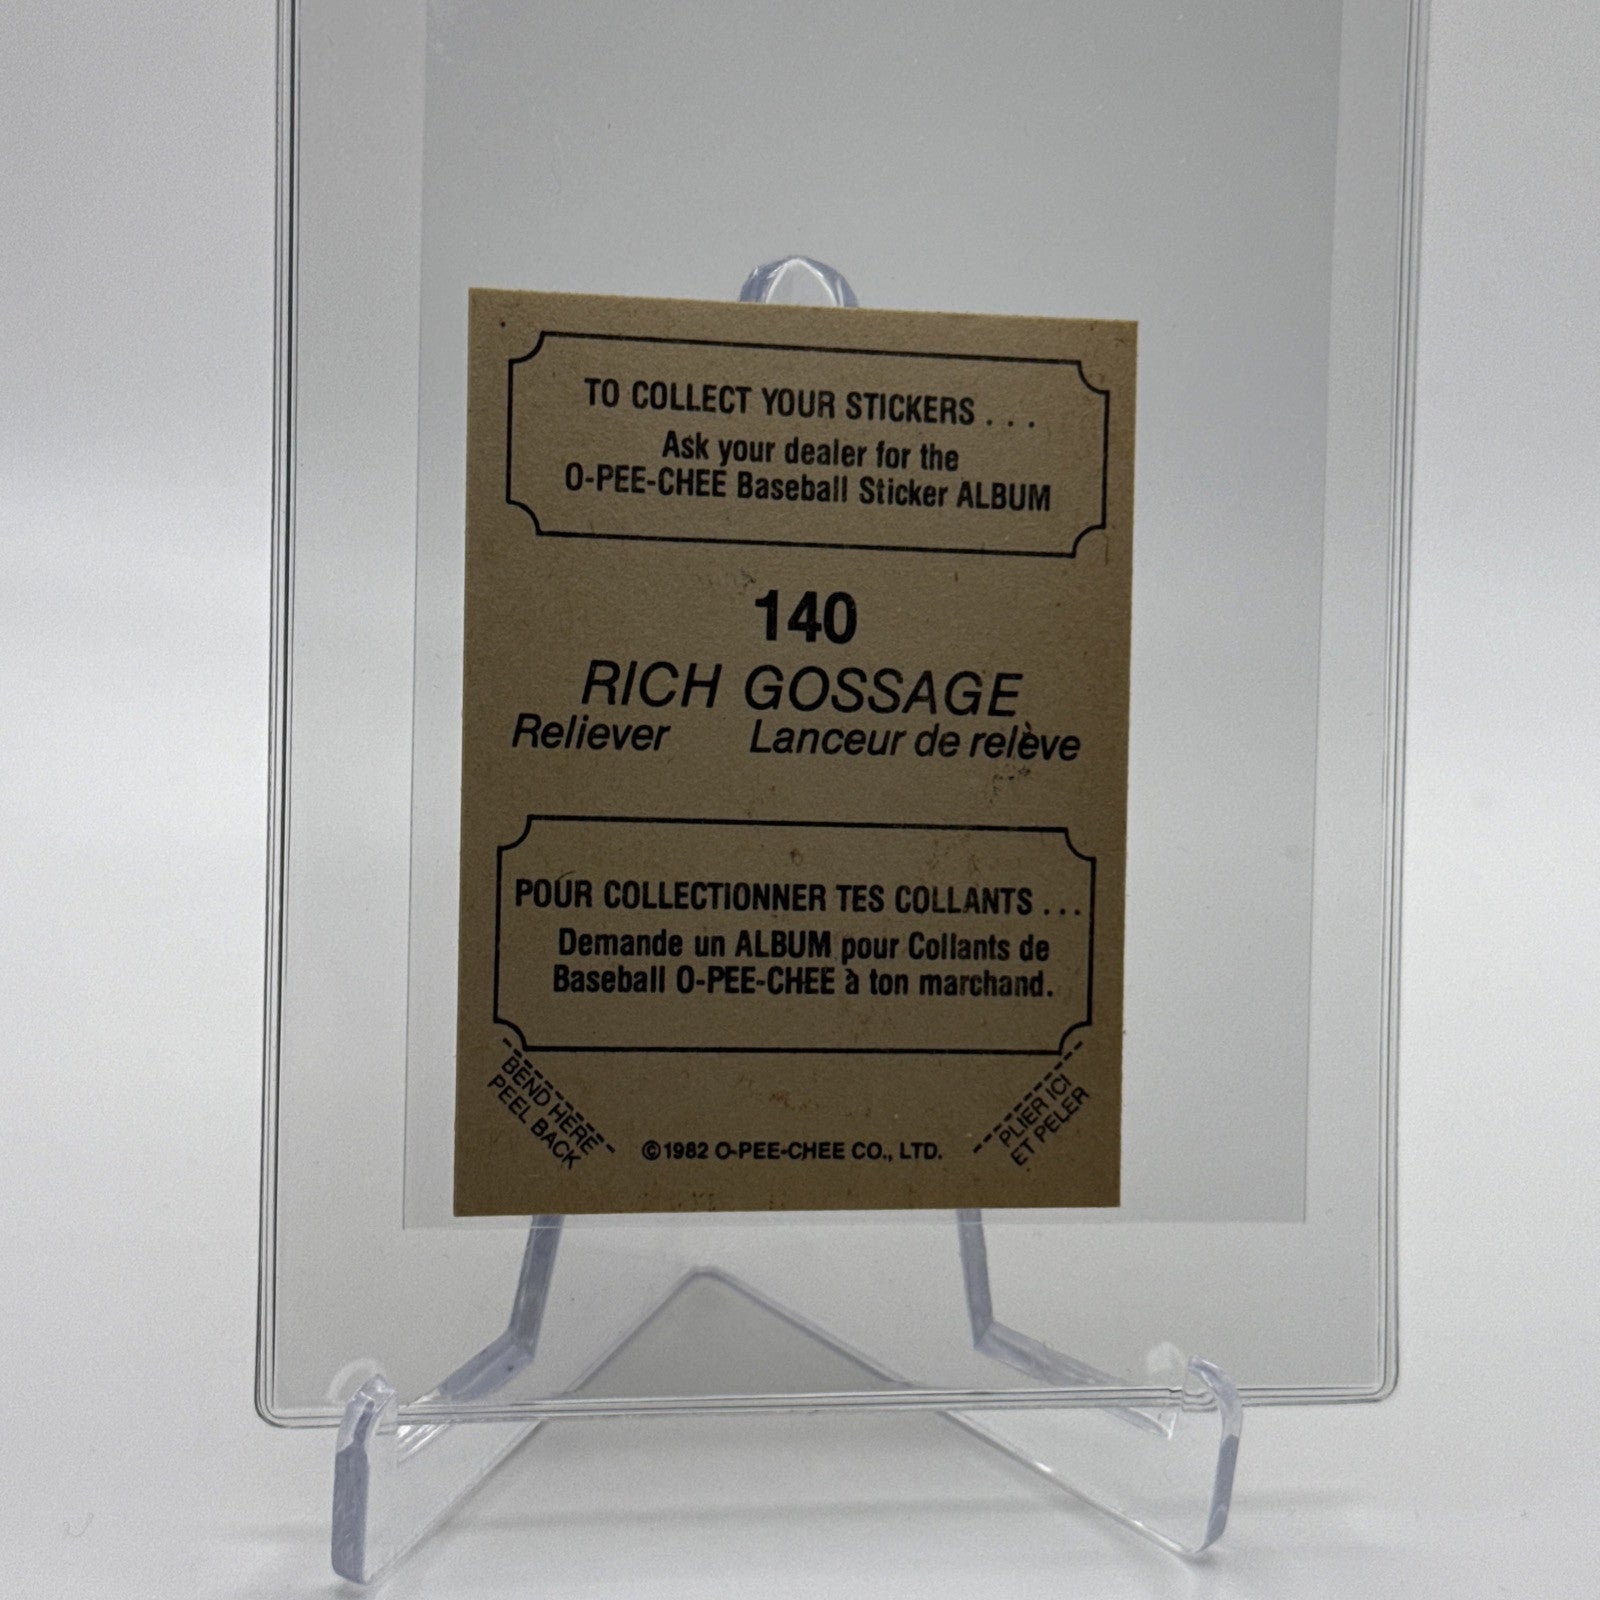 TO COLLECT YOUR STICKERS . . .
Ask your dealer for the
O-PEE-CHEE Baseball Sticker ALBUM
140
RICH GOSSAGE
Reliever Lanceur de relève
POUR COLLECTIONNER TES COLLANTS . . .
Demande un ALBUM pour Collants de
Baseball O-PEE-CHEE à ton marchand.
BEND HERE
PEEL BACK
©1982 O-PEE-CHEE CO., LTD.
PLIER ICI
ET PELER